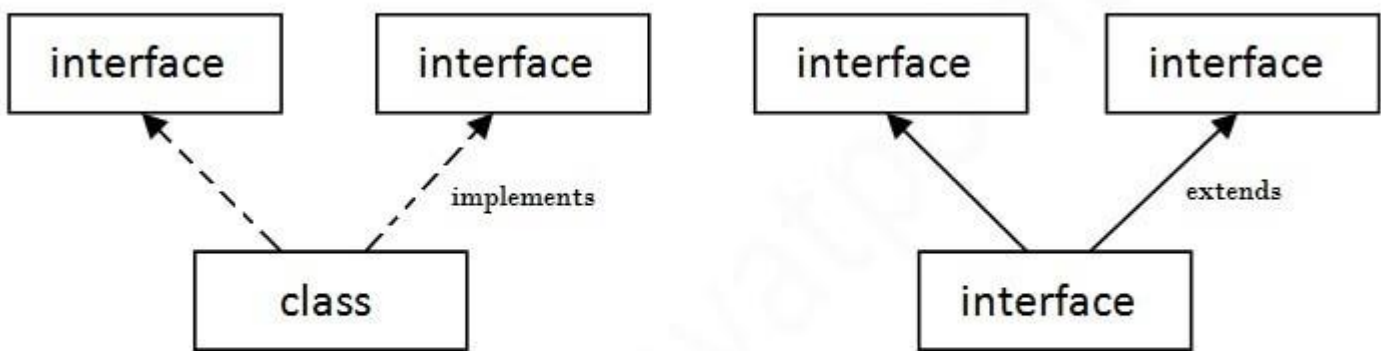 interface interface interface interface
implements extends
class interface